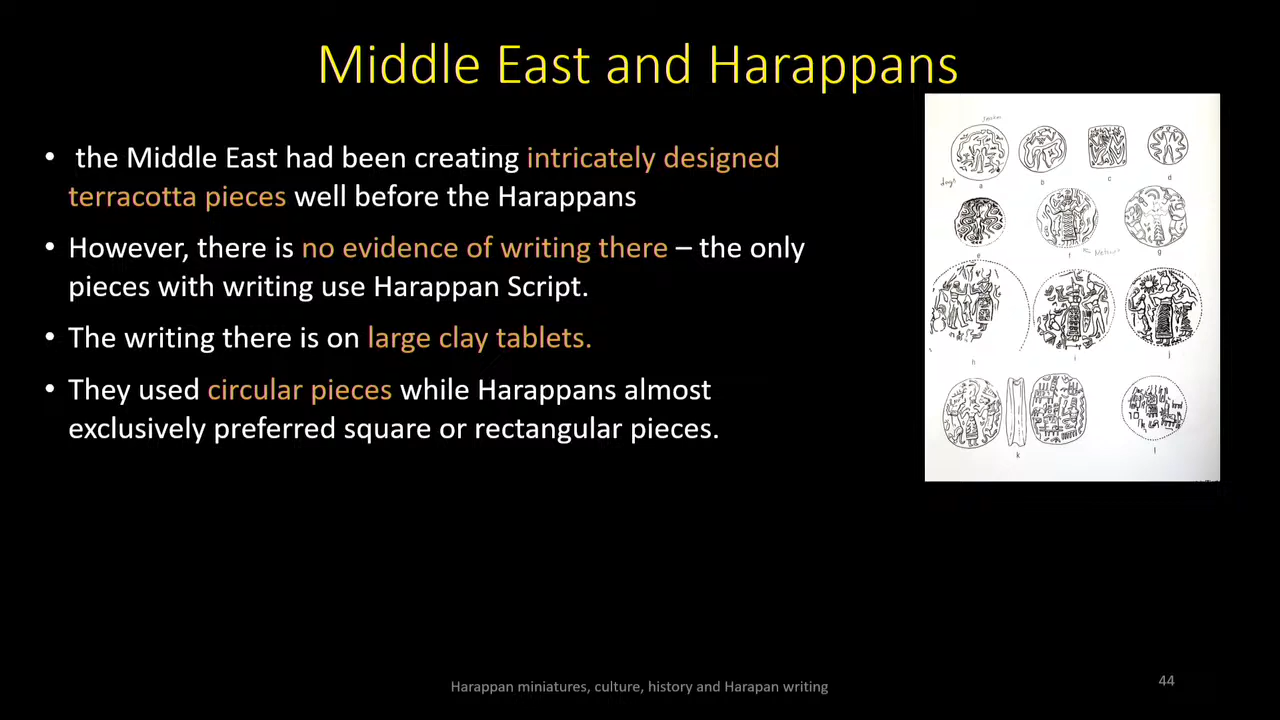 Middle East and Harappans
• the Middle East had been creating intricately designed
terracotta pieces well before the Harappans
• However, there is no evidence of writing there – the only
pieces with writing use Harappan Script.
• The writing there is on large clay tablets.
• They used circular pieces while Harappans almost
exclusively preferred square or rectangular pieces.
a
b
c
d
e
f
g
h
i
j
k
l
Harappan miniatures, culture, history and Harapan writing
44